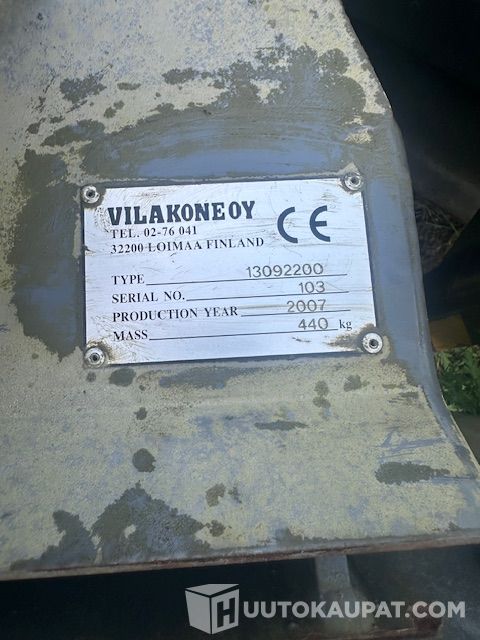 VILAKONE OY
CE
TEL. 02-76 041
32200 LOIMAA FINLAND
TYPE 13092200
SERIAL NO. 103
PRODUCTION YEAR 2007
MASS 440 kg
HUUTOKAUPAT.COM